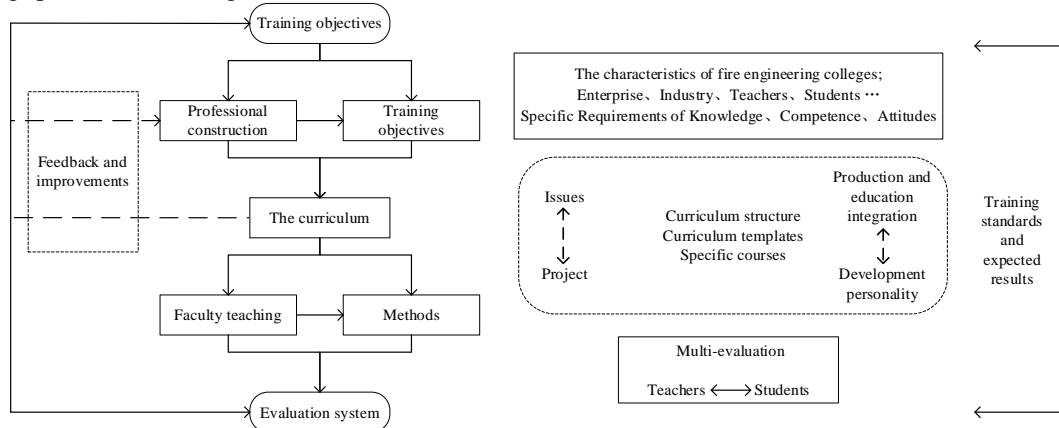 Training objectives
Professional
construction
Training
objectives
Feedback and
improvements
The curriculum
Faculty teaching
Methods
Evaluation system
The characteristics of fire engineering colleges;
Enterprise、Industry、Teachers、Students …
Specific Requirements of Knowledge、Competence、Attitudes
Issues
Project
Curriculum structure
Curriculum templates
Specific courses
Production and
education
integration
Development
personality
Training
standards
and
expected
results
Multi-evaluation
Teachers
Students